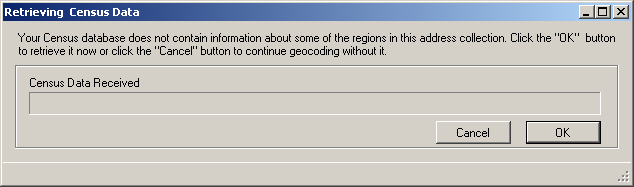 Retrieving Census Data
Your Census database does not contain information about some of the regions in this address collection. Click the "OK" button
to retrieve it now or click the "Cancel" button to continue geocoding without it.
Census Data Received
Cancel OK